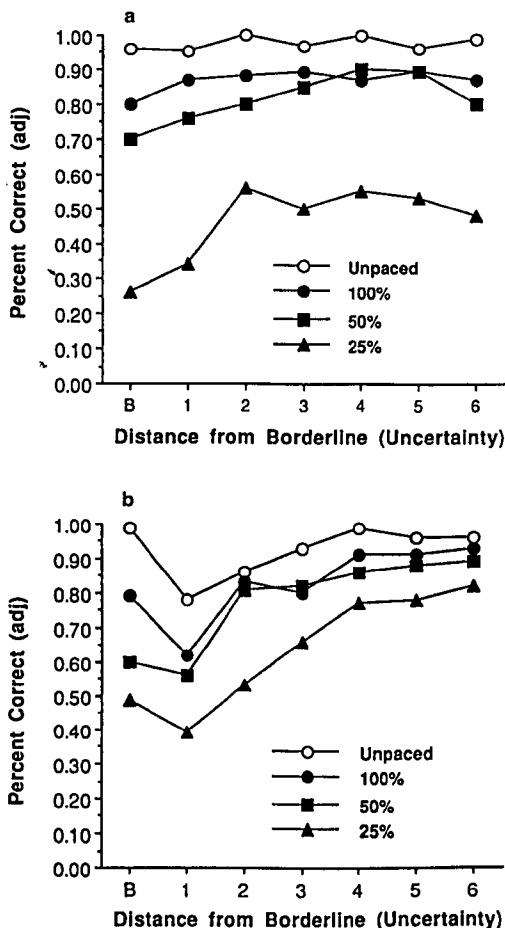 a
Percent Correct (adj)
1.00
0.90
0.80
0.70
0.60
0.50
0.40
0.30
0.20
0.10
0.00
Unpaced
100%
50%
25%
B 1 2 3 4 5 6
Distance from Borderline (Uncertainty)
b
Percent Correct (adj)
1.00
0.90
0.80
0.70
0.60
0.50
0.40
0.30
0.20
0.10
0.00
Unpaced
100%
50%
25%
B 1 2 3 4 5 6
Distance from Borderline (Uncertainty)